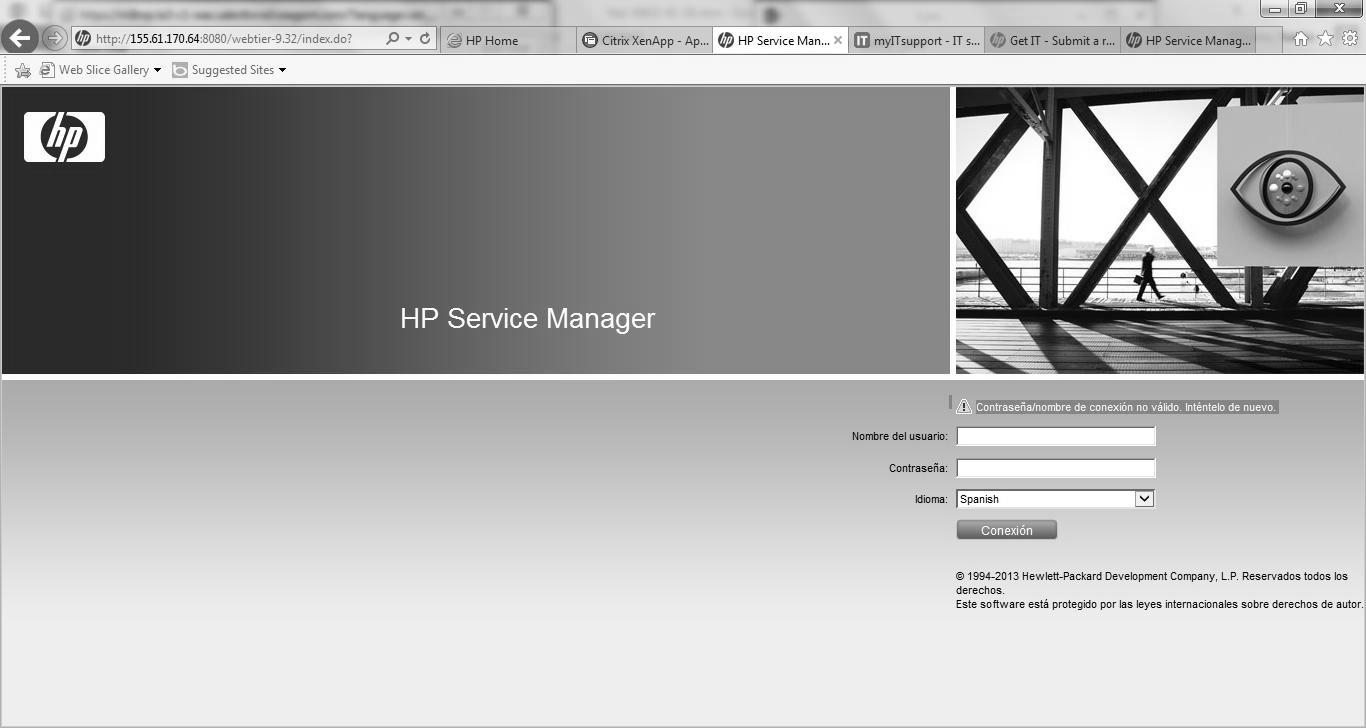 http://155.61.170.64:8080/webtier-9.32/index.do?
HP Home
Citrix XenApp - Ap...
HP Service Man...
myITsupport - IT s...
Get IT - Submit a r...
HP Service Manag...
Web Slice Gallery
Suggested Sites
hp
HP Service Manager
Contraseña/nombre de conexión no válido. Inténtelo de nuevo.
Nombre del usuario:
Contraseña:
Idioma: Spanish
Conexión
© 1994-2013 Hewlett-Packard Development Company, L.P. Reservados todos los
derechos.
Este software está protegido por las leyes internacionales sobre derechos de autor.